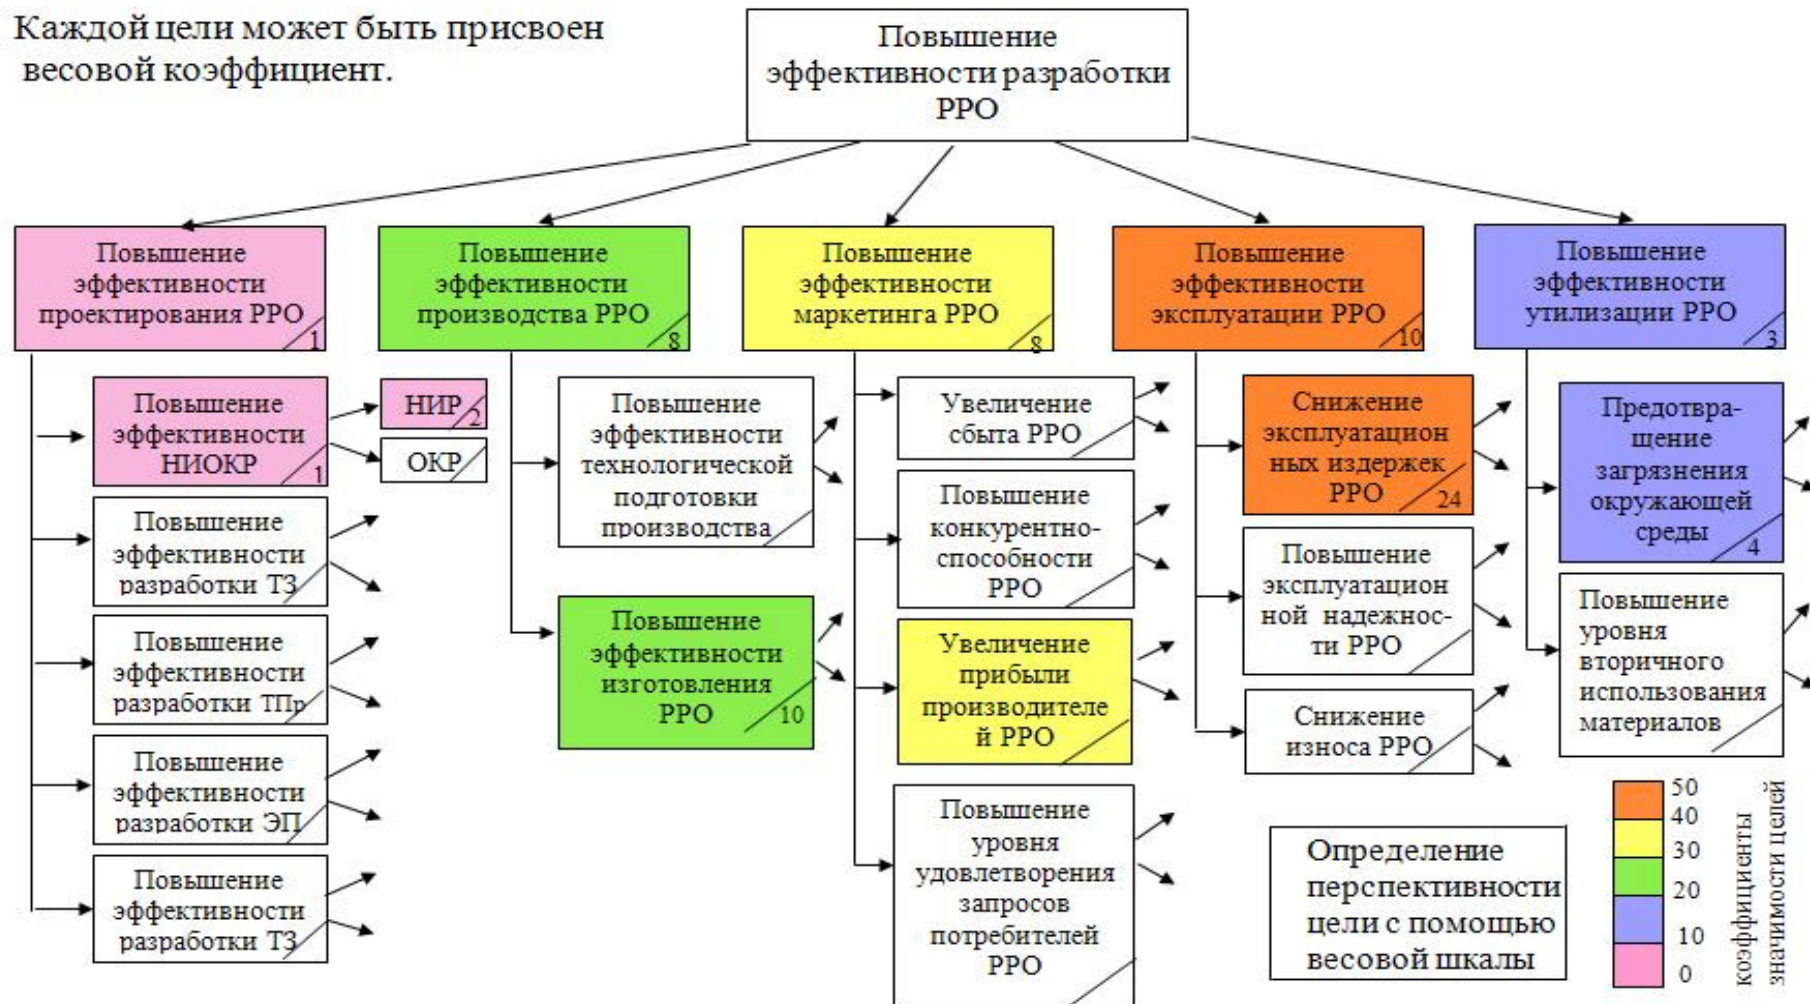 Каждой цели может быть присвоен
весовой коэффициент.
Повышение
эффективности разработки
РРО
Повышение
эффективности
проектирования РРО
1
Повышение
эффективности
производства РРО
8
Повышение
эффективности
маркетинга РРО
8
Повышение
эффективности
эксплуатации РРО
10
Повышение
эффективности
утилизации РРО
3
Повышение
эффективности
НИОКР
1
НИР
2
ОКР
Повышение
эффективности
разработки ТЗ
Повышение
эффективности
разработки ТПр
Повышение
эффективности
разработки ЭП
Повышение
эффективности
разработки ТЗ
Повышение
эффективности
технологической
подготовки
производства
Повышение
эффективности
изготовления
РРО
10
Увеличение
сбыта РРО
Повышение
конкурентно-
способности
РРО
Увеличение
прибыли
производителе
й РРО
Повышение
уровня
удовлетворения
запросов
потребителей
РРО
Снижение
эксплуатацион
ных издержек
РРО
24
Повышение
эксплуатацион
ной надежнос-
ти РРО
Снижение
износа РРО
Предотвра-
щение
загрязнения
окружающей
среды
4
Повышение
уровня
вторичного
использования
материалов
Определение
перспективности
цели с помощью
весовой шкалы
50
40
30
20
10
0
коэффициенты
значимости целей